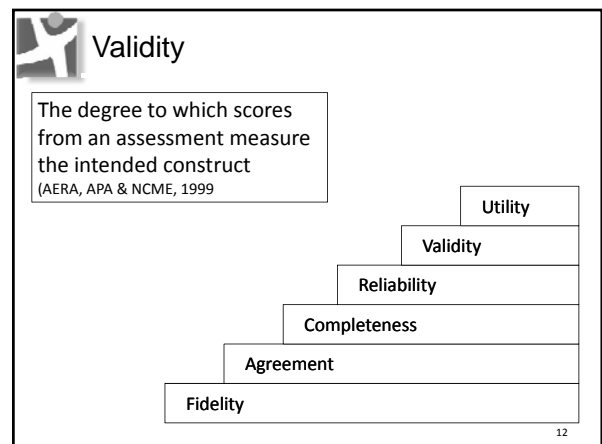 Validity
The degree to which scores
from an assessment measure
the intended construct
(AERA, APA & NCME, 1999
Utility
Validity
Reliability
Completeness
Agreement
Fidelity
12